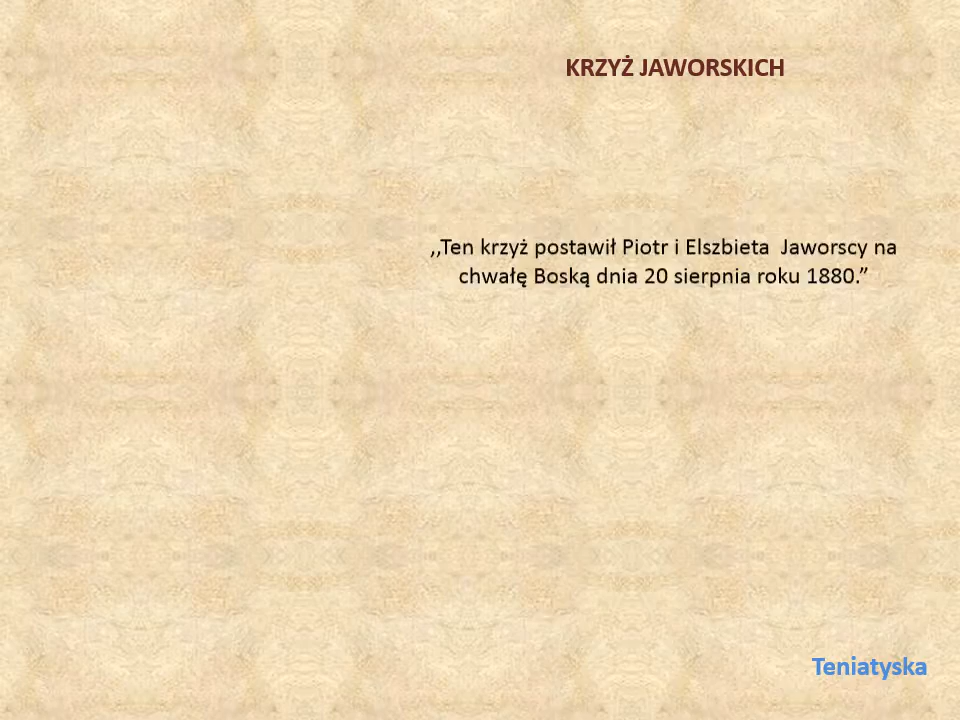 KRZYŻ JAWORSKICH
,,Ten krzyż postawił Piotr i Elszbieta  Jaworscy na
chwałę Boską dnia 20 sierpnia roku 1880.”
Teniatyska